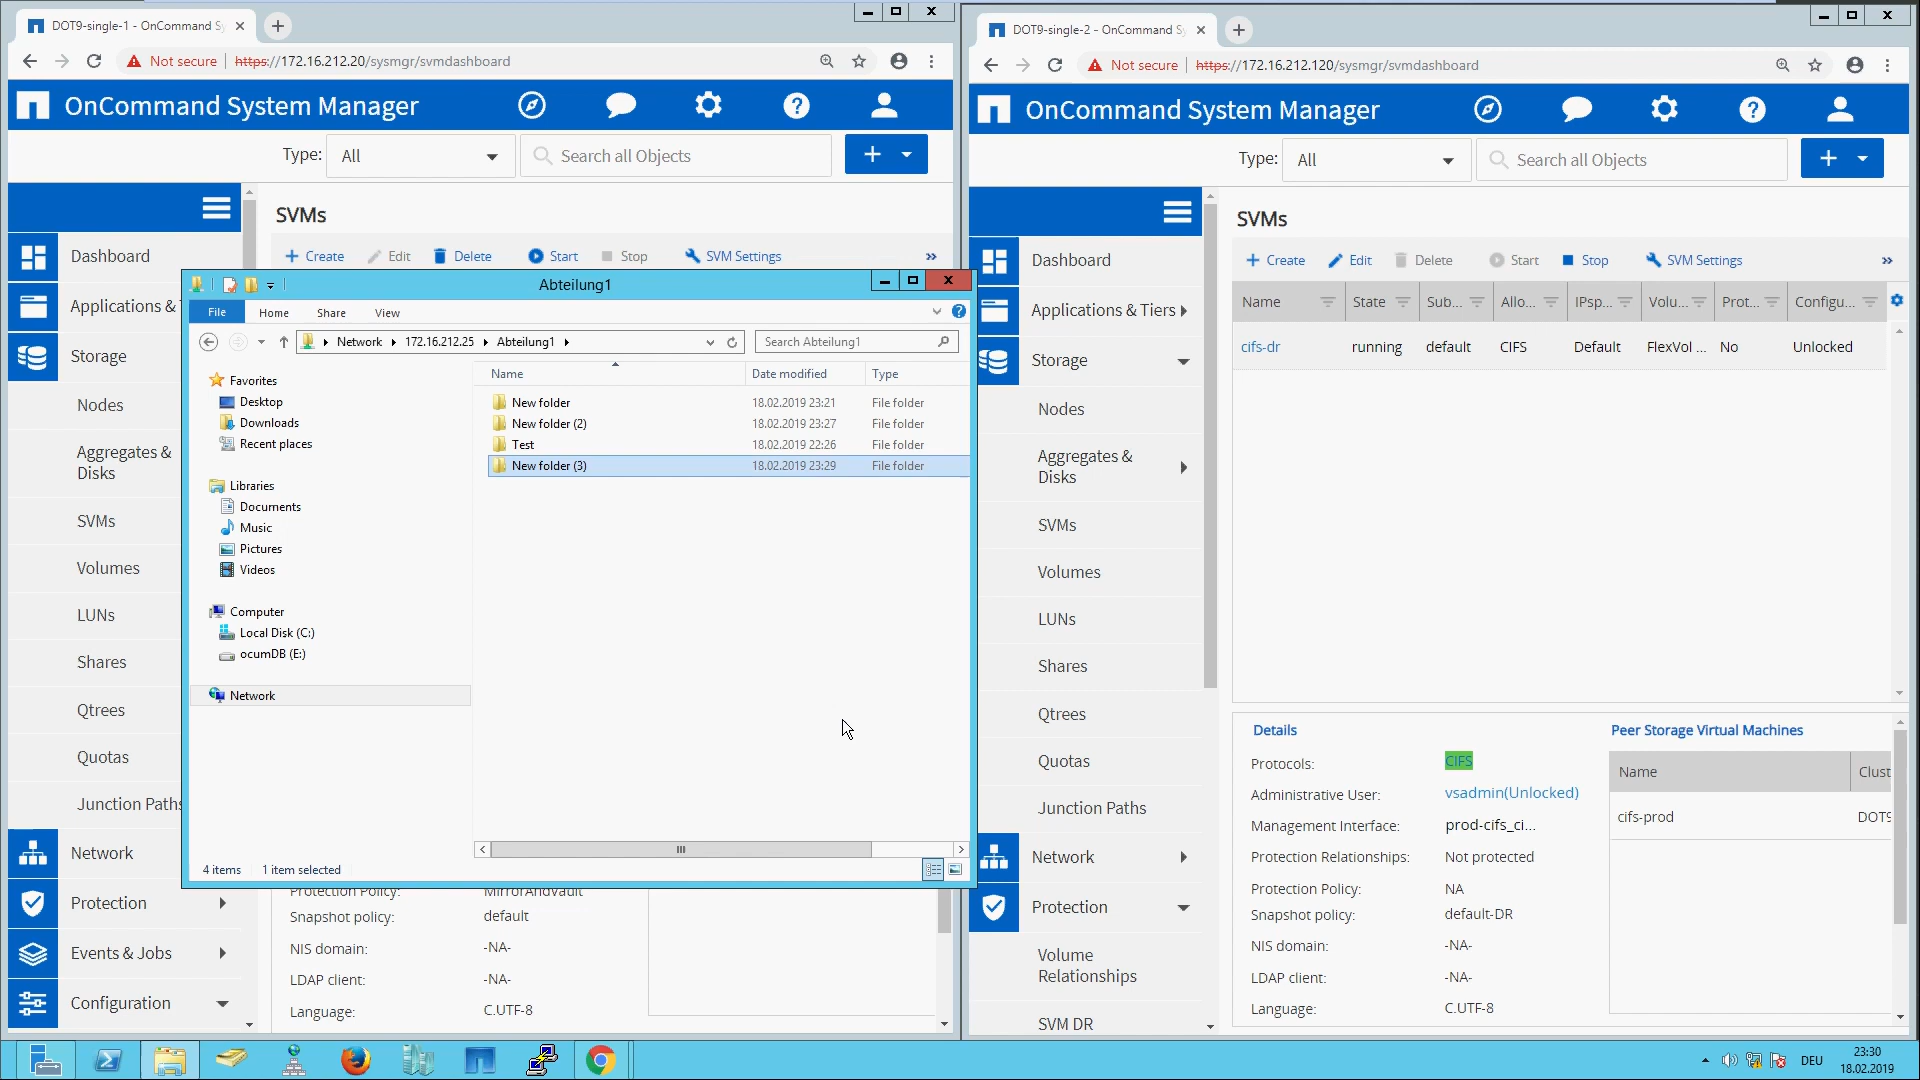 DOT9-single-1 - OnCommand Sy
Not secure
https://172.16.212.20/sysmgr/svmdashboard
OnCommand System Manager
Type:
All
Search all Objects
SVMs
Create
Edit
Delete
Start
Stop
SVM Settings
Dashboard
Applications &
Storage
Nodes
Aggregates &
Disks
SVMs
Volumes
LUNs
Shares
Qtrees
Quotas
Junction Paths
Network
Protection
Events & Jobs
Configuration
Protection Policy:
MirrorAndVault
Snapshot policy:
default
NIS domain:
-NA-
LDAP client:
-NA-
Language:
C.UTF-8
Abteilung1
File
Home
Share
View
Network
172.16.212.25
Abteilung1
Search Abteilung1
Favorites
Desktop
Downloads
Recent places
Libraries
Documents
Music
Pictures
Videos
Computer
Local Disk (C:)
ocumDB (E:)
Network
Name
Date modified
Type
New folder
18.02.2019 23:21
File folder
New folder (2)
18.02.2019 23:27
File folder
Test
18.02.2019 22:26
File folder
New folder (3)
18.02.2019 23:29
File folder
4 items
1 item selected
DOT9-single-2 - OnCommand Sy
Not secure
https://172.16.212.120/sysmgr/svmdashboard
OnCommand System Manager
Type:
All
Search all Objects
SVMs
Create
Edit
Delete
Start
Stop
SVM Settings
Dashboard
Applications & Tiers
Storage
Nodes
Aggregates &
Disks
SVMs
Volumes
LUNs
Shares
Qtrees
Quotas
Junction Paths
Network
Protection
Volume
Relationships
SVM DR
Name
State
Sub...
Allo...
IPsp...
Volu...
Prot...
Configu...
cifs-dr
running
default
CIFS
Default
FlexVol ...
No
Unlocked
Details
Protocols:
CIFS
Administrative User:
vsadmin(Unlocked)
Management Interface:
prod-cifs_ci...
Protection Relationships:
Not protected
Protection Policy:
NA
Snapshot policy:
default-DR
NIS domain:
-NA-
LDAP client:
-NA-
Language:
C.UTF-8
Peer Storage Virtual Machines
Name
Clust
cifs-prod
DOT9
DEU
23:30
18.02.2019